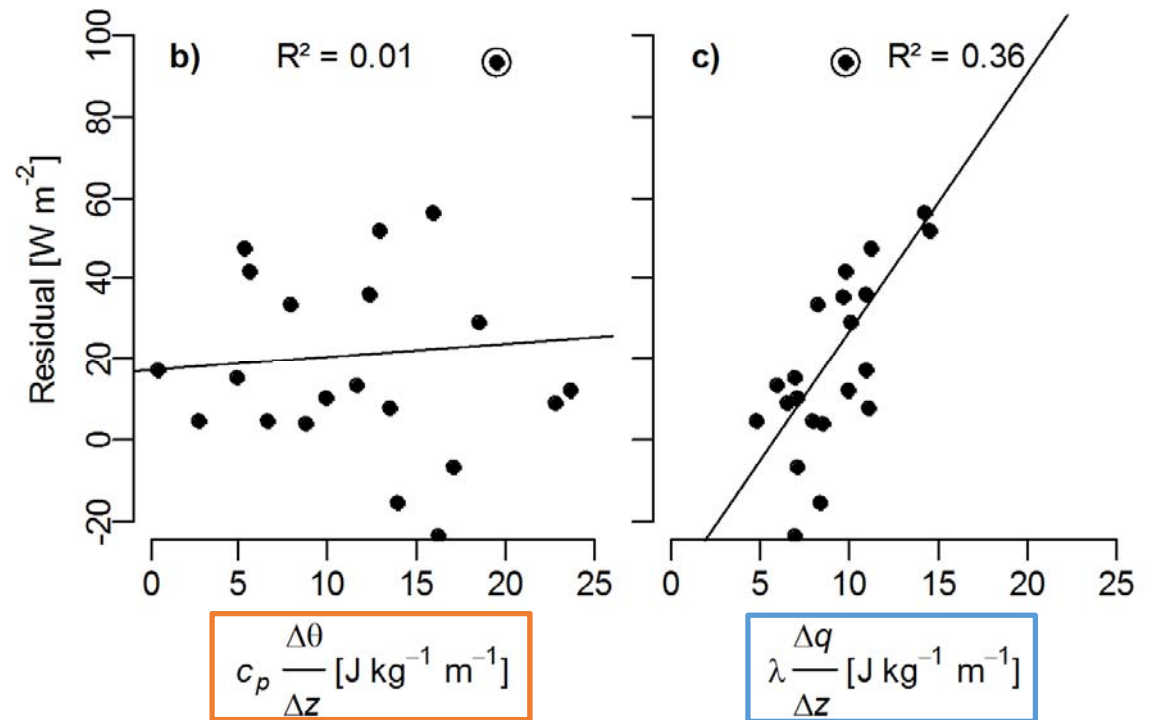 b) R² = 0.01
c) R² = 0.36
Residual [W m⁻²]
100
80
60
40
20
0
-20
0 5 10 15 20 25
0 5 10 15 20 25
cₚ Δθ/Δz [J kg⁻¹ m⁻¹]
λ Δq/Δz [J kg⁻¹ m⁻¹]